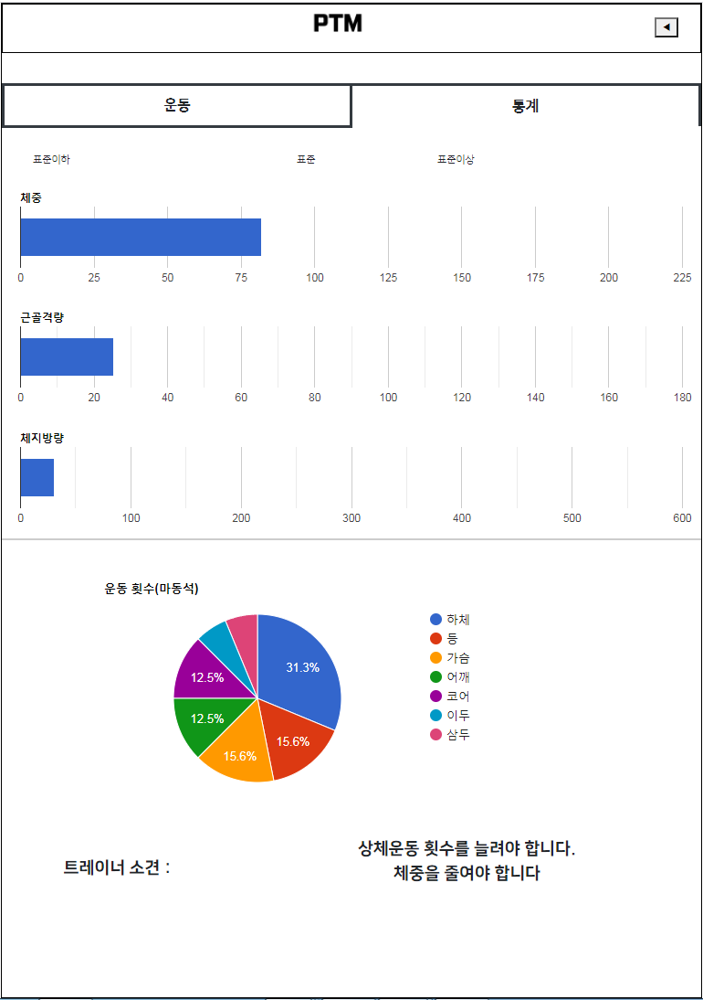 PTM
◀
운동 통계
표준이하 표준 표준이상
체중
0 25 50 75 100 125 150 175 200 225
근골격량
0 20 40 60 80 100 120 140 160 180
체지방량
0 100 200 300 400 500 600
운동 횟수(마동석)
31.3%
15.6%
15.6%
12.5%
12.5%
하체
등
가슴
어깨
코어
이두
삼두
트레이너 소견 :
상체운동 횟수를 늘려야 합니다.
체중을 줄여야 합니다